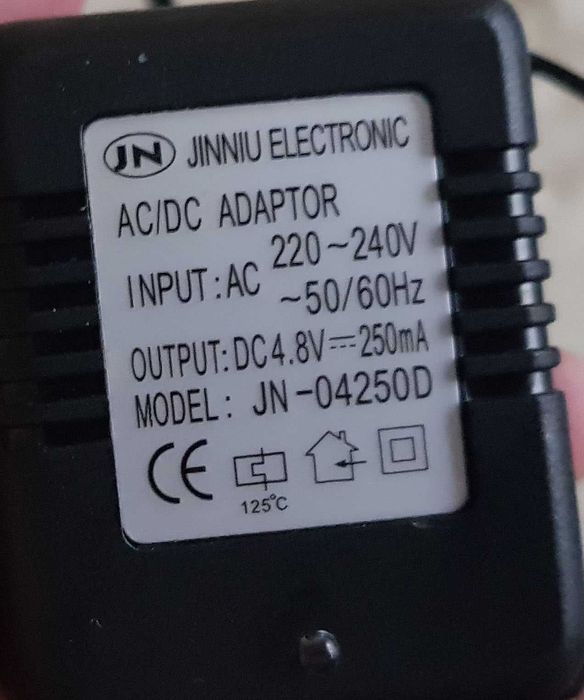 JN JINNIU ELECTRONIC
AC/DC ADAPTOR
INPUT:AC 220~240V
~50/60Hz
OUTPUT:DC4.8V⎓250mA
MODEL: JN-04250D
CE
125°C